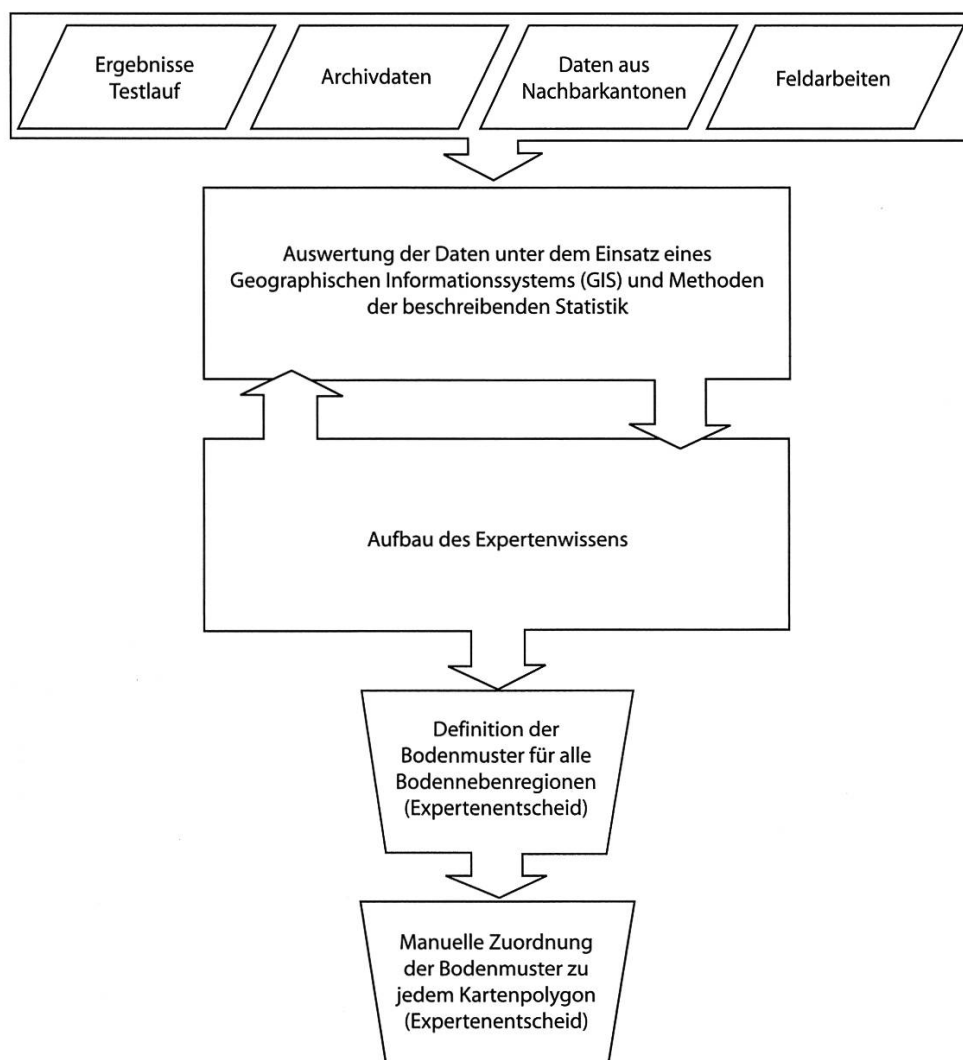 Ergebnisse
Testlauf
Archivdaten
Daten aus
Nachbarkantonen
Feldarbeiten
Auswertung der Daten unter dem Einsatz eines
Geographischen Informationssystems (GIS) und Methoden
der beschreibenden Statistik
Aufbau des Expertenwissens
Definition der
Bodenmuster für alle
Bodennebenregionen
(Expertenentscheid)
Manuelle Zuordnung
der Bodenmuster zu
jedem Kartenpolygon
(Expertenentscheid)